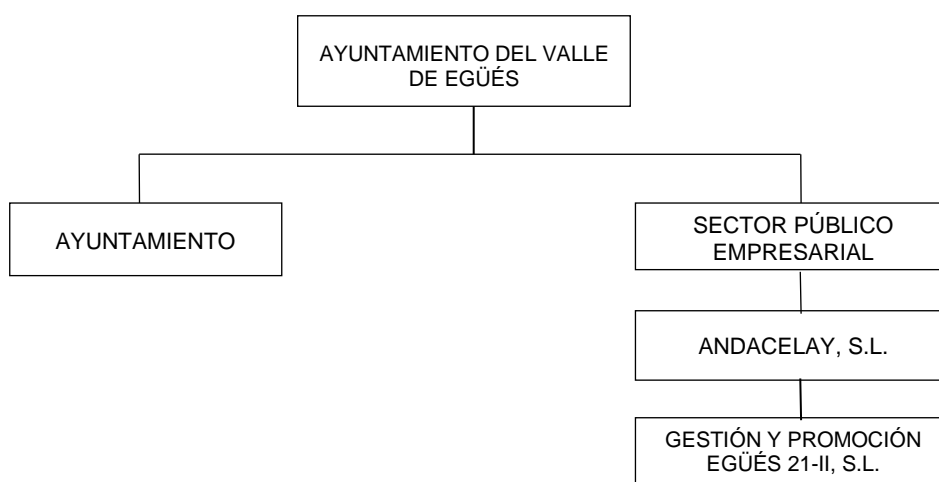 AYUNTAMIENTO DEL VALLE
DE EGÜÉS
AYUNTAMIENTO
SECTOR PÚBLICO
EMPRESARIAL
ANDACELAY, S.L.
GESTIÓN Y PROMOCIÓN
EGÜÉS 21-II, S.L.